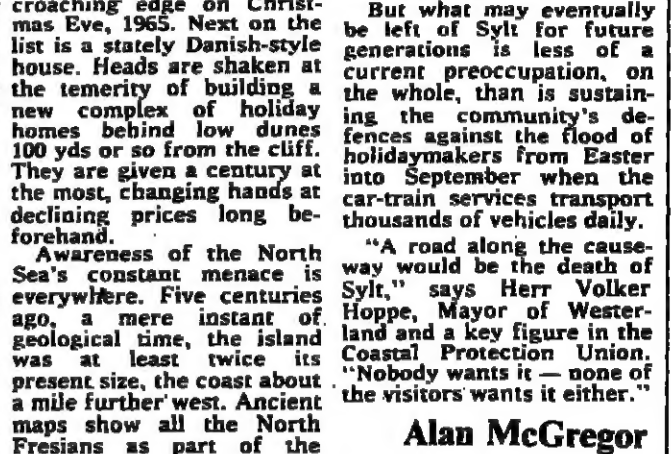 croaching edge on Christ-
mas Eve, 1965. Next on the
list is a stately Danish-style
house. Heads are shaken at
the temerity of building a
new complex of holiday
homes behind low dunes
100 yds or so from the cliff.
They are given a century at
the most, changing hands at
declining prices long be-
forehand.
Awareness of the North
Sea's constant menace is
everywhere. Five centuries
ago, a mere instant of
geological time, the island
was at least twice its
present size, the coast about
a mile further west. Ancient
maps show all the North
Fresians as part of the
But what may eventually
be left of Sylt for future
generations is less of a
current preoccupation, on
the whole, than is sustain-
ing the community's de-
fences against the flood of
holidaymakers from Easter
into September when the
car-train services transport
thousands of vehicles daily.
"A road along the cause-
way would be the death of
Sylt," says Herr Volker
Hoppe, Mayor of Wester-
land and a key figure in the
Coastal Protection Union.
"Nobody wants it — none of
the visitors wants it either."
Alan McGregor